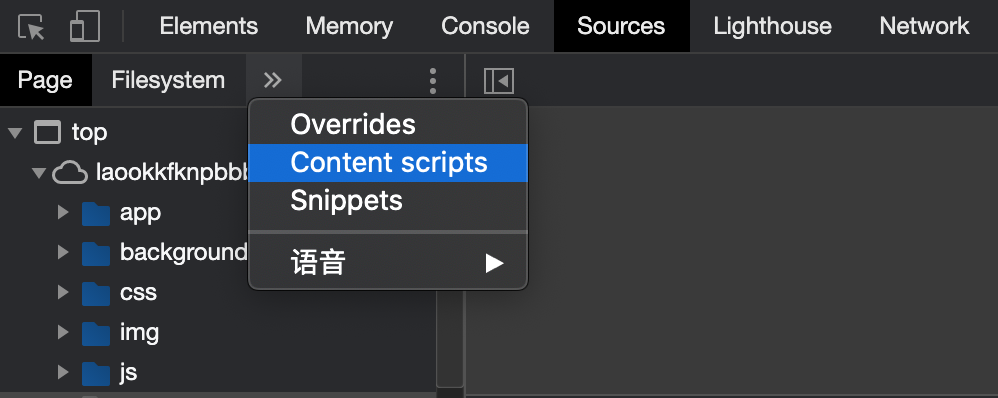 Elements Memory Console Sources Lighthouse Network
Page Filesystem
top
Overrides
Content scripts
Snippets
语音
app
background
css
img
js